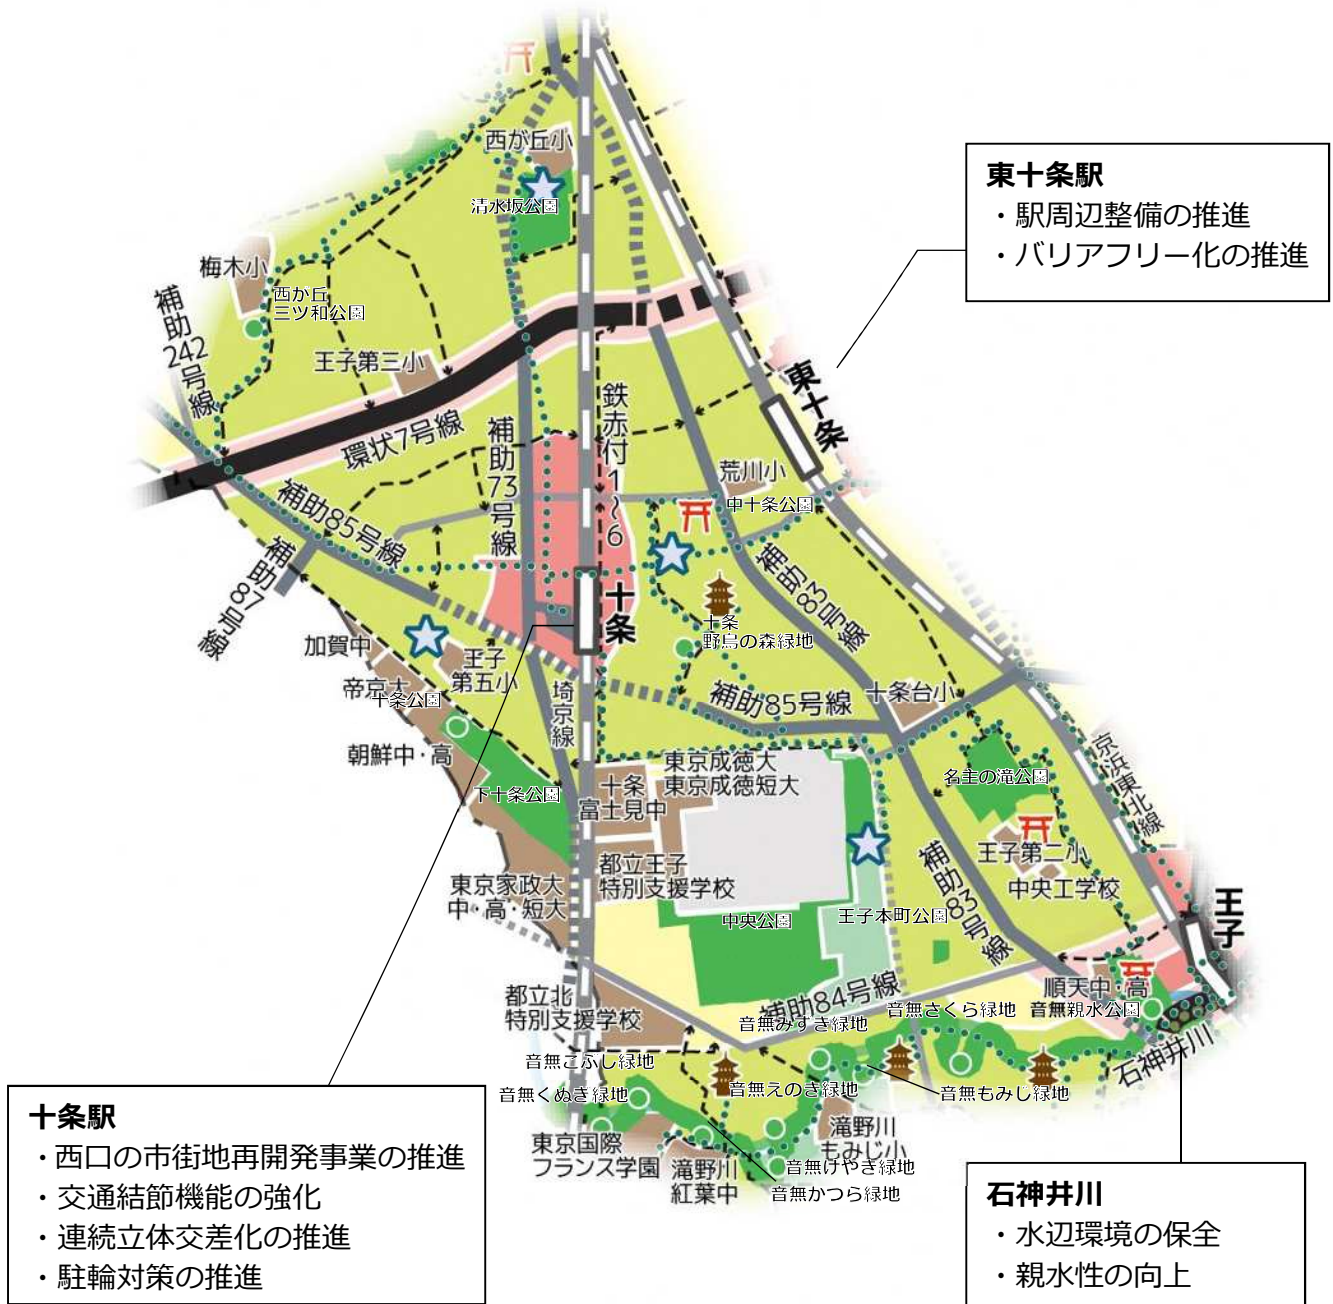 西が丘小
清水坂公園
東十条駅
・駅周辺整備の推進
・バリアフリー化の推進
梅木小
西が丘
三ツ和公園
補助242号線
王子第三小
環状7号線
補助73号線
鉄赤付1～6
東十条
荒川小
中十条公園
補助85号線
補助87号線
補助83号線
十条
十条
野鳥の森緑地
加賀中
王子
第五小
帝京大
十条公園
埼京線
補助85号線
十条台小
朝鮮中・高
下十条公園
十条
富士見中
東京成徳大
東京成徳短大
名主の滝公園
京浜東北線
王子第二小
中央工学校
都立王子
特別支援学校
東京家政大
中・高・短大
中央公園
王子本町公園
補助83号線
王子
順天中・高
音無親水公園
都立北
特別支援学校
補助84号線
音無みずき緑地
音無さくら緑地
石神井川
音無こぶし緑地
音無くぬぎ緑地
音無えのき緑地
音無もみじ緑地
東京国際
フランス学園
滝野川
紅葉中
滝野川
もみじ小
音無けやき緑地
音無かつら緑地
十条駅
・西口の市街地再開発事業の推進
・交通結節機能の強化
・連続立体交差化の推進
・駐輪対策の推進
石神井川
・水辺環境の保全
・親水性の向上